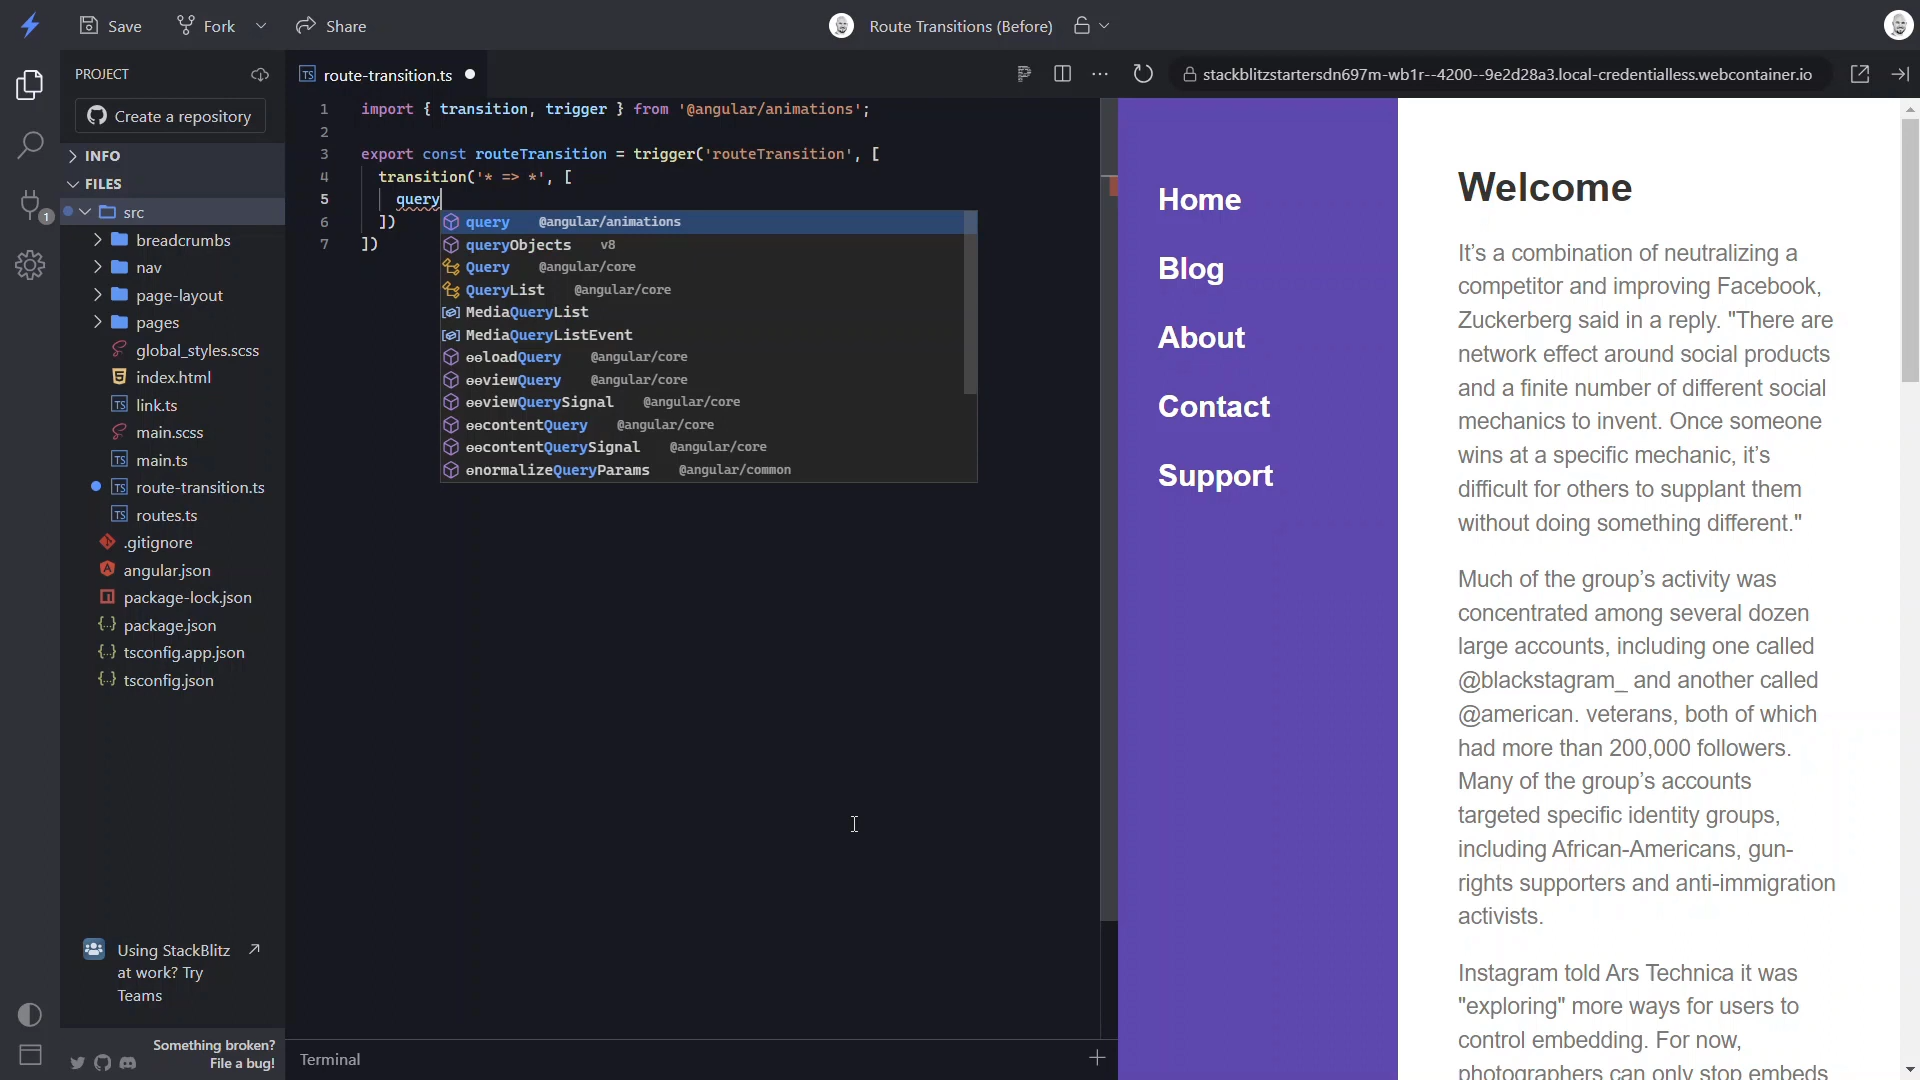 Save
Fork
Share
Route Transitions (Before)
PROJECT
route-transition.ts
stackblitzstartersdn697m-wb1r--4200--9e2d28a3.local-credentialless.webcontainer.io
Create a repository
INFO
FILES
src
breadcrumbs
nav
page-layout
pages
global_styles.scss
index.html
link.ts
main.scss
main.ts
route-transition.ts
routes.ts
.gitignore
angular.json
package-lock.json
package.json
tsconfig.app.json
tsconfig.json
1
Using StackBlitz
at work? Try
Teams
Something broken?
File a bug!
1 import { transition, trigger } from '@angular/animations';
2
3 export const routeTransition = trigger('routeTransition', [
4 transition('* => *', [
5 query
6 ])
7 ])
query @angular/animations
queryObjects v8
Query @angular/core
QueryList @angular/core
MediaQueryList
MediaQueryListEvent
ɵɵloadQuery @angular/core
ɵɵviewQuery @angular/core
ɵɵviewQuerySignal @angular/core
ɵɵcontentQuery @angular/core
ɵɵcontentQuerySignal @angular/core
ɵnormalizeQueryParams @angular/common
Terminal
Home
Blog
About
Contact
Support
Welcome
It’s a combination of neutralizing a
competitor and improving Facebook,
Zuckerberg said in a reply. "There are
network effect around social products
and a finite number of different social
mechanics to invent. Once someone
wins at a specific mechanic, it’s
difficult for others to supplant them
without doing something different."
Much of the group’s activity was
concentrated among several dozen
large accounts, including one called
@blackstagram_ and another called
@american. veterans, both of which
had more than 200,000 followers.
Many of the group’s accounts
targeted specific identity groups,
including African-Americans, gun-
rights supporters and anti-immigration
activists.
Instagram told Ars Technica it was
"exploring" more ways for users to
control embedding. For now,
photographers can only stop embeds